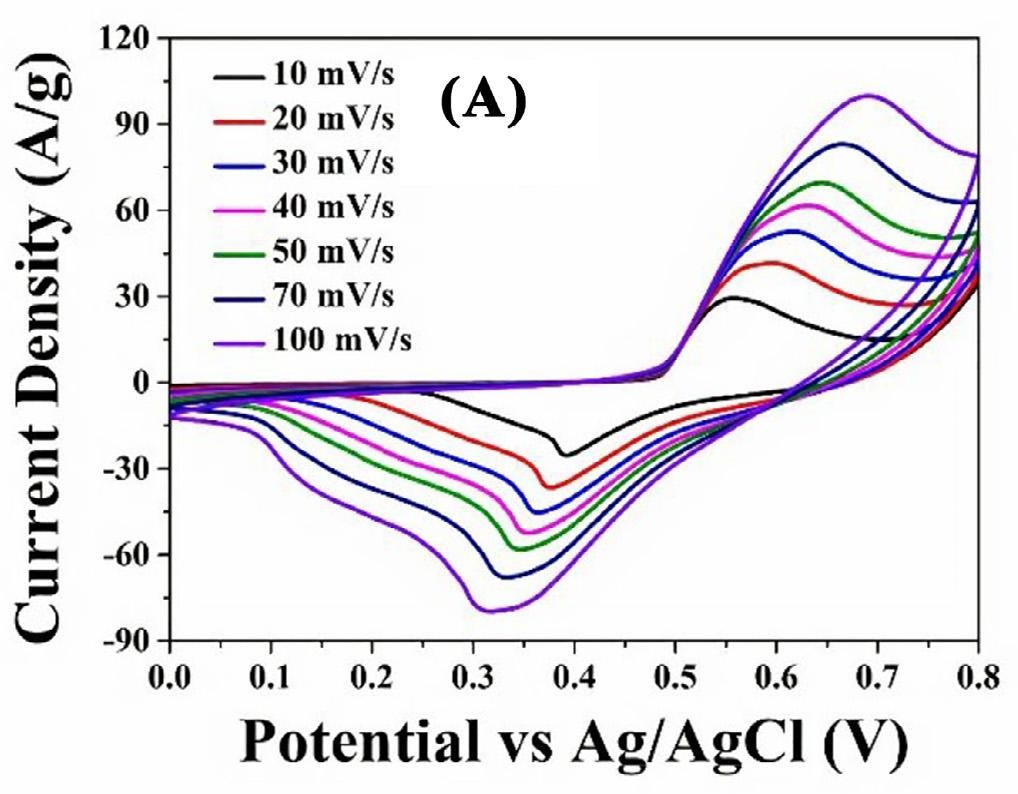 (A)
10 mV/s
20 mV/s
30 mV/s
40 mV/s
50 mV/s
70 mV/s
100 mV/s
Current Density (A/g)
120
90
60
30
0
-30
-60
-90
0.0 0.1 0.2 0.3 0.4 0.5 0.6 0.7 0.8
Potential vs Ag/AgCl (V)